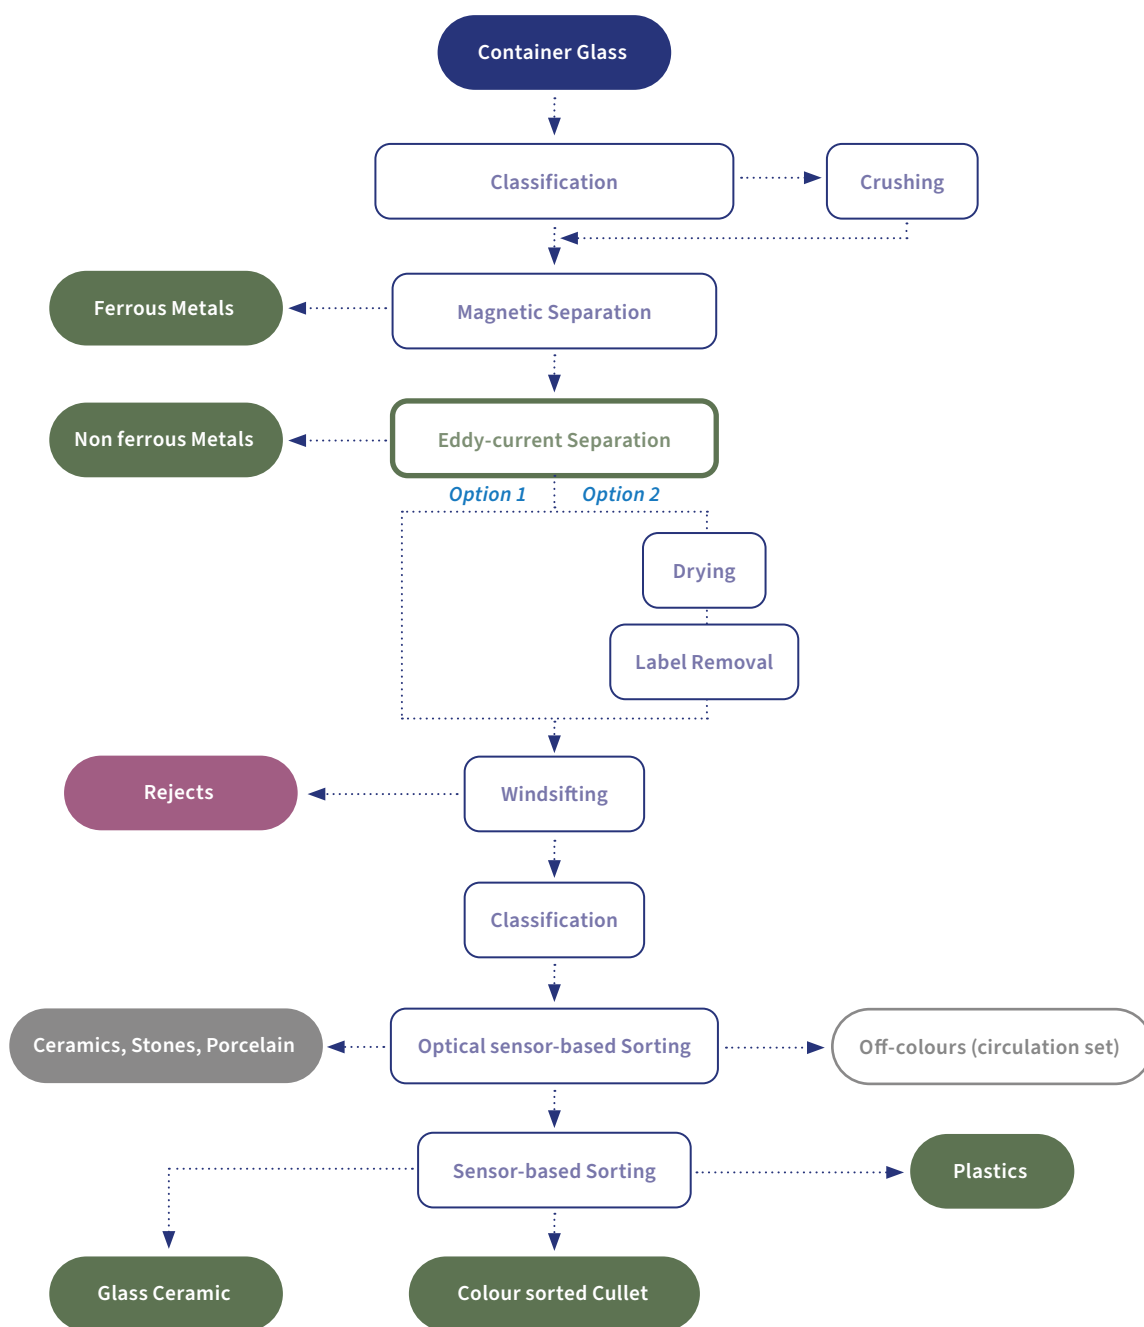 Container Glass
Classification
Crushing
Ferrous Metals
Magnetic Separation
Non ferrous Metals
Eddy-current Separation
Option 1
Option 2
Drying
Label Removal
Rejects
Windsifting
Classification
Ceramics, Stones, Porcelain
Optical sensor-based Sorting
Off-colours (circulation set)
Sensor-based Sorting
Plastics
Glass Ceramic
Colour sorted Cullet